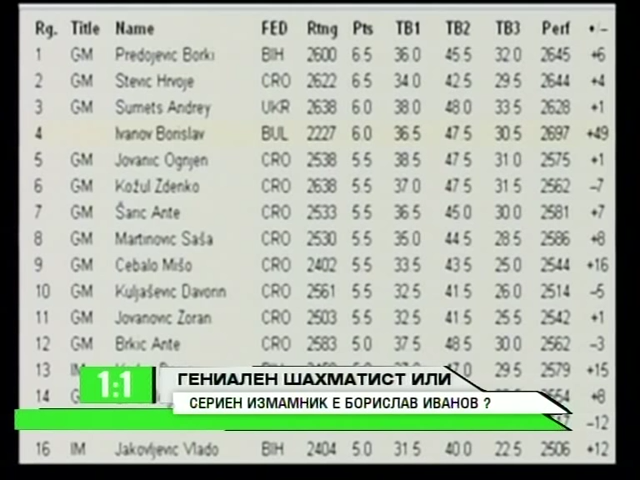 Rg. Title Name FED Rtng Pts TB1 TB2 TB3 Perf +/-
1 GM Predojevic Borki BIH 2600 6.5 36.0 45.5 32.0 2645 +6
2 GM Stevic Hrvoje CRO 2622 6.5 34.0 42.5 29.5 2644 +4
3 GM Sumets Andrey UKR 2638 6.0 38.0 48.0 33.5 2628 +1
4 Ivanov Borislav BUL 2227 6.0 36.5 47.5 30.5 2697 +49
5 GM Jovanic Ognjen CRO 2538 5.5 38.5 47.5 31.0 2575 +1
6 GM Kožul Zdenko CRO 2638 5.5 37.0 47.5 31.5 2562 -7
7 GM Šaric Ante CRO 2533 5.5 36.5 45.0 30.0 2581 +7
8 GM Martinovic Saša CRO 2530 5.5 35.0 44.5 28.5 2586 +8
9 GM Cebalo Mišo CRO 2402 5.5 33.5 43.5 25.0 2544 +16
10 GM Kuljaševic Davorin CRO 2561 5.5 32.5 41.5 26.0 2514 -5
11 GM Jovanovic Zoran CRO 2503 5.5 32.5 41.5 25.5 2542 +1
12 GM Brkic Ante CRO 2583 5.0 37.5 48.5 30.0 2562 -3
13 29.5 2579 +15
14 +8
-12
16 IM Jakovljevic Vlado BIH 2404 5.0 31.5 40.0 22.5 2506 +12
1:1 ГЕНИАЛЕН ШАХМАТИСТ ИЛИ
СЕРИЕН ИЗМАМНИК Е БОРИСЛАВ ИВАНОВ ?